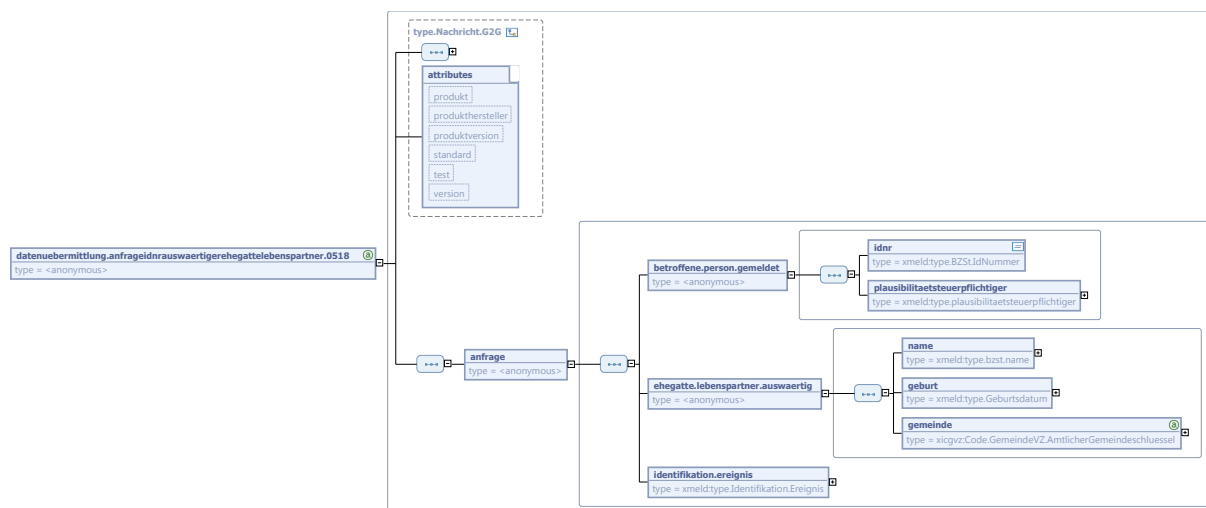 type.Nachricht.G2G
attributes
produkt
produkthersteller
produktversion
standard
test
version
datenuebermittlung.anfrageidnrauswaertigerehegattelebenspartner.0518
type = <anonymous>
anfrage
type = <anonymous>
betroffene.person.gemeldet
type = <anonymous>
idnr
type = xmeld:type.BZSt.IdNummer
plausibilitaetsteuerpflichtiger
type = xmeld:type.plausibilitaetsteuerpflichtiger
ehegatte.lebenspartner.auswaertig
type = <anonymous>
name
type = xmeld:type.bzst.name
geburt
type = xmeld:type.Geburtsdatum
gemeinde
type = xicgvz:Code.GemeindeVZ.AmtlicherGemeindeschluessel
identifikation.ereignis
type = xmeld:type.Identifikation.Ereignis